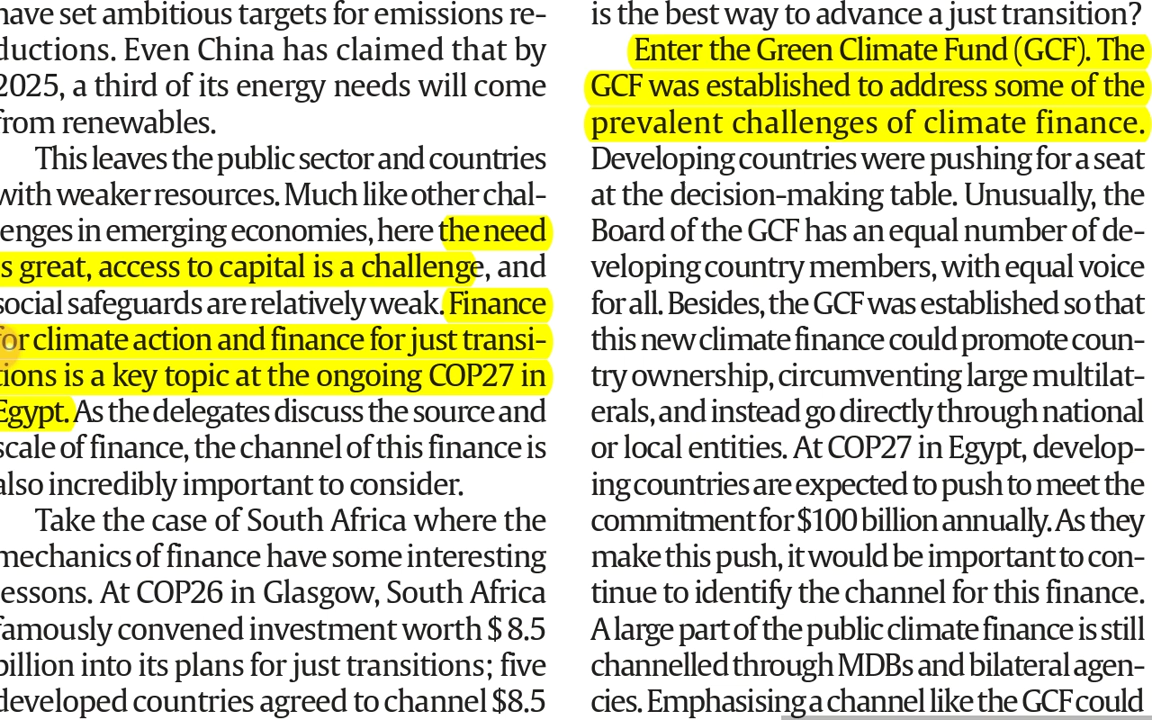 have set ambitious targets for emissions re-
ductions. Even China has claimed that by
2025, a third of its energy needs will come
from renewables.
This leaves the public sector and countries
with weaker resources. Much like other chal-
lenges in emerging economies, here the need
is great, access to capital is a challenge, and
social safeguards are relatively weak. Finance
for climate action and finance for just transi-
tions is a key topic at the ongoing COP27 in
Egypt. As the delegates discuss the source and
scale of finance, the channel of this finance is
also incredibly important to consider.
Take the case of South Africa where the
mechanics of finance have some interesting
lessons. At COP26 in Glasgow, South Africa
famously convened investment worth $ 8.5
billion into its plans for just transitions; five
developed countries agreed to channel $8.5
is the best way to advance a just transition?
Enter the Green Climate Fund (GCF). The
GCF was established to address some of the
prevalent challenges of climate finance.
Developing countries were pushing for a seat
at the decision-making table. Unusually, the
Board of the GCF has an equal number of de-
veloping country members, with equal voice
for all. Besides, the GCF was established so that
this new climate finance could promote coun-
try ownership, circumventing large multilat-
erals, and instead go directly through national
or local entities. At COP27 in Egypt, develop-
ing countries are expected to push to meet the
commitment for $100 billion annually. As they
make this push, it would be important to con-
tinue to identify the channel for this finance.
A large part of the public climate finance is still
channelled through MDBs and bilateral agen-
cies. Emphasising a channel like the GCF could